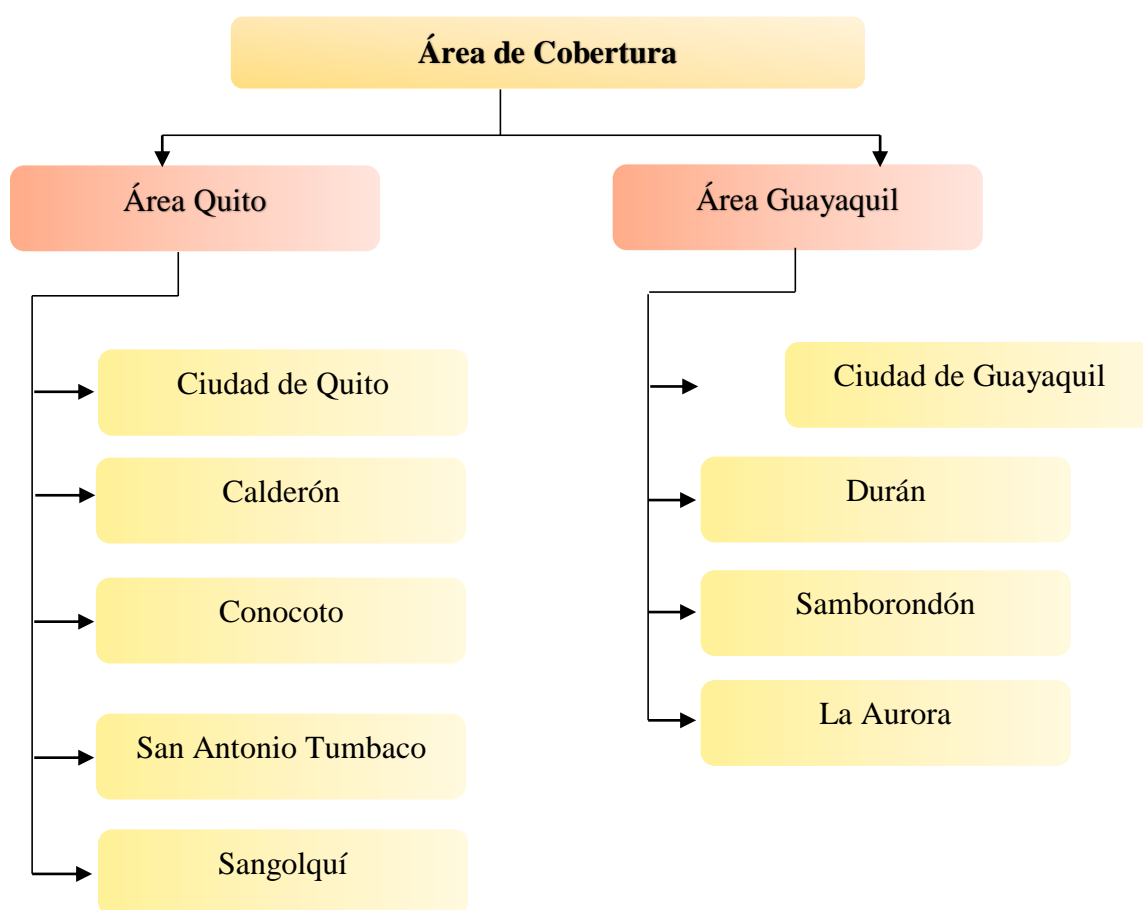 Área de Cobertura
Área Quito
Área Guayaquil
Ciudad de Quito
Calderón
Conocoto
San Antonio Tumbaco
Sangolquí
Ciudad de Guayaquil
Durán
Samborondón
La Aurora